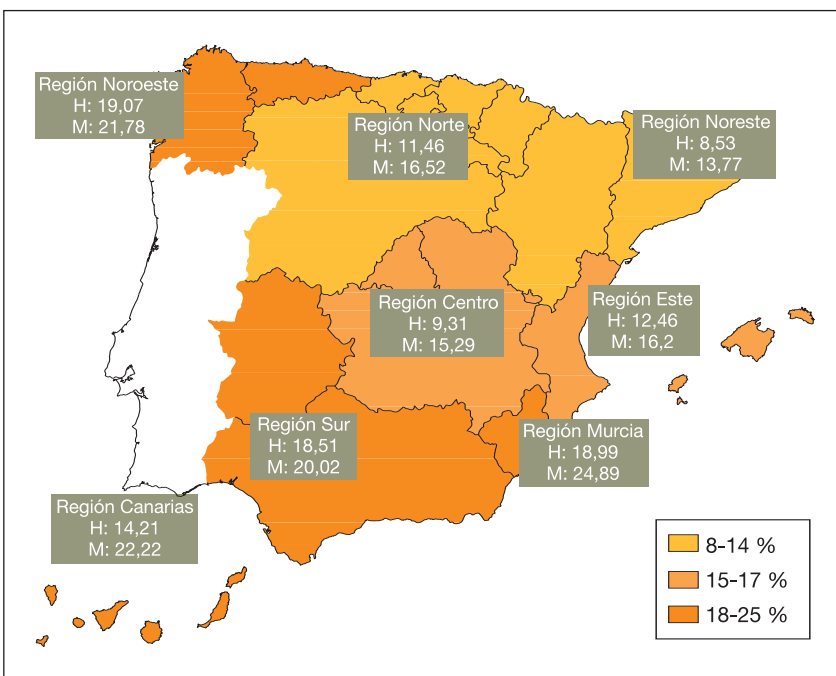 Región Noroeste
H: 19,07
M: 21,78
Región Norte
H: 11,46
M: 16,52
Región Noreste
H: 8,53
M: 13,77
Región Centro
H: 9,31
M: 15,29
Región Este
H: 12,46
M: 16,2
Región Sur
H: 18,51
M: 20,02
Región Murcia
H: 18,99
M: 24,89
Región Canarias
H: 14,21
M: 22,22
8-14 %
15-17 %
18-25 %